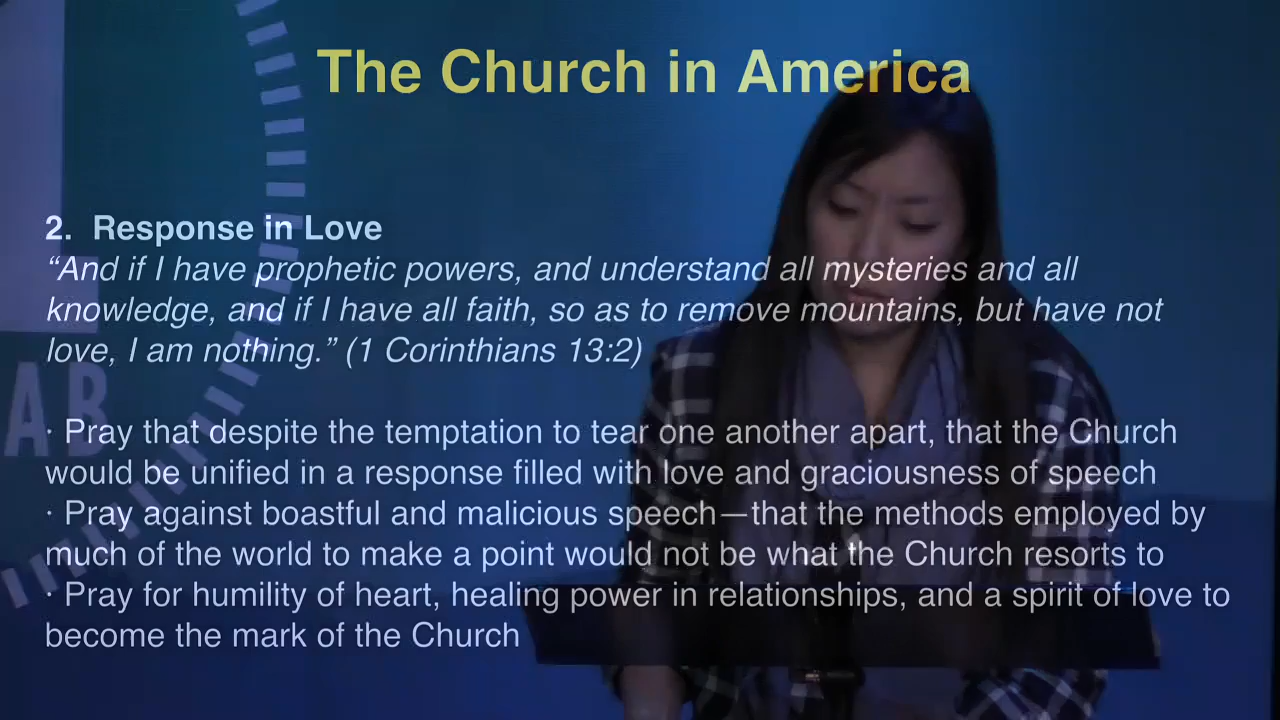 The Church in America
2. Response in Love
“And if I have prophetic powers, and understand all mysteries and all
knowledge, and if I have all faith, so as to remove mountains, but have not
love, I am nothing.” (1 Corinthians 13:2)
· Pray that despite the temptation to tear one another apart, that the Church
would be unified in a response filled with love and graciousness of speech
· Pray against boastful and malicious speech—that the methods employed by
much of the world to make a point would not be what the Church resorts to
· Pray for humility of heart, healing power in relationships, and a spirit of love to
become the mark of the Church
AB